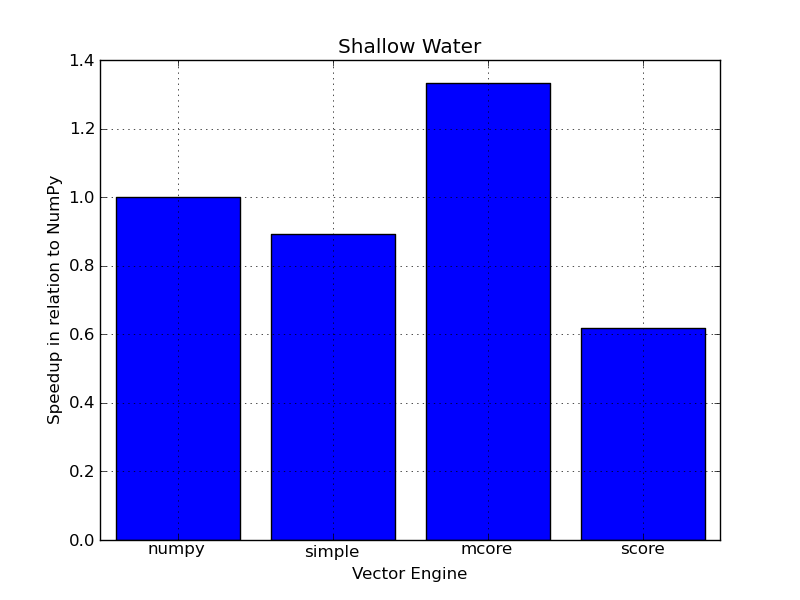 Shallow Water
1.4
1.2
1.0
0.8
0.6
0.4
0.2
0.0
Speedup in relation to NumPy
numpy simple mcore score
Vector Engine